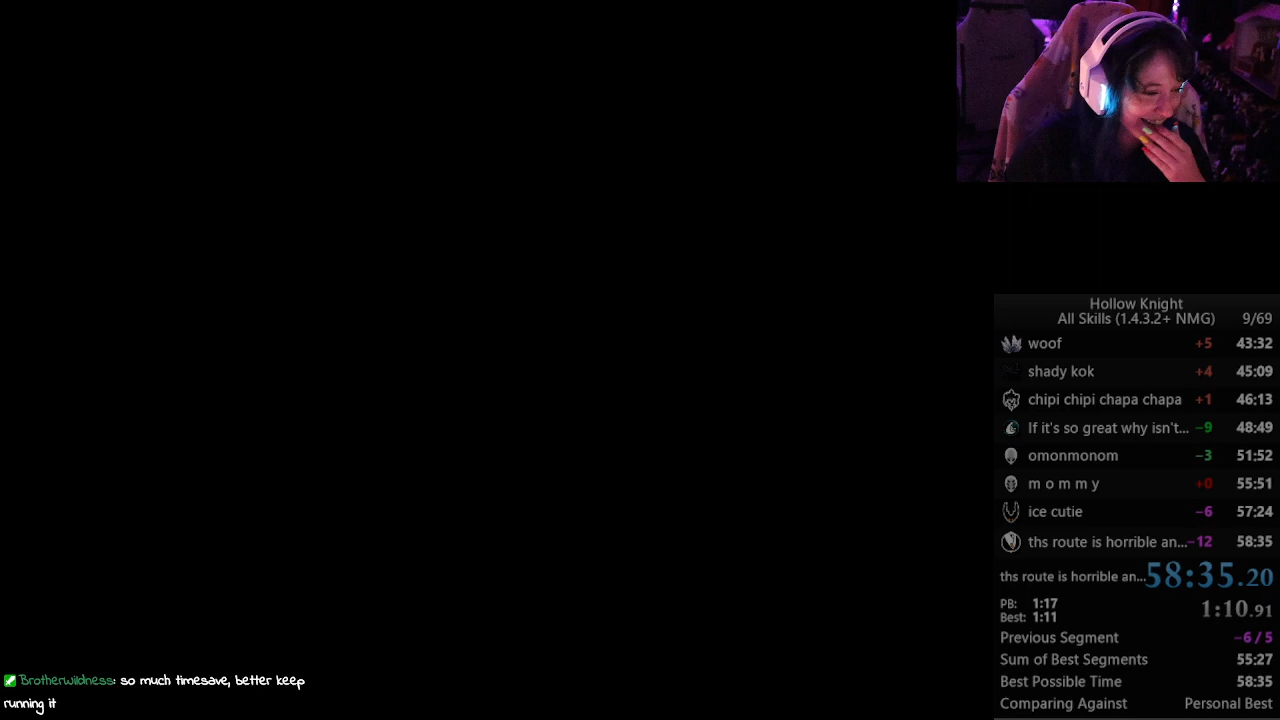 Hollow Knight
All Skills (1.4.3.2+ NMG) 9/69
woof +5 43:32
shady kok +4 45:09
chipi chipi chapa chapa +1 46:13
If it's so great why isn't... −9 48:49
omonmonom −3 51:52
m o m m y +0 55:51
ice cutie −6 57:24
ths route is horrible an... −12 58:35
ths route is horrible an... 58:35.20
PB: 1:17
Best: 1:11
1:10.91
Previous Segment −6 / 5
Sum of Best Segments 55:27
Best Possible Time 58:35
Comparing Against Personal Best
Brotherwildness: so much timesave, better keep
running it